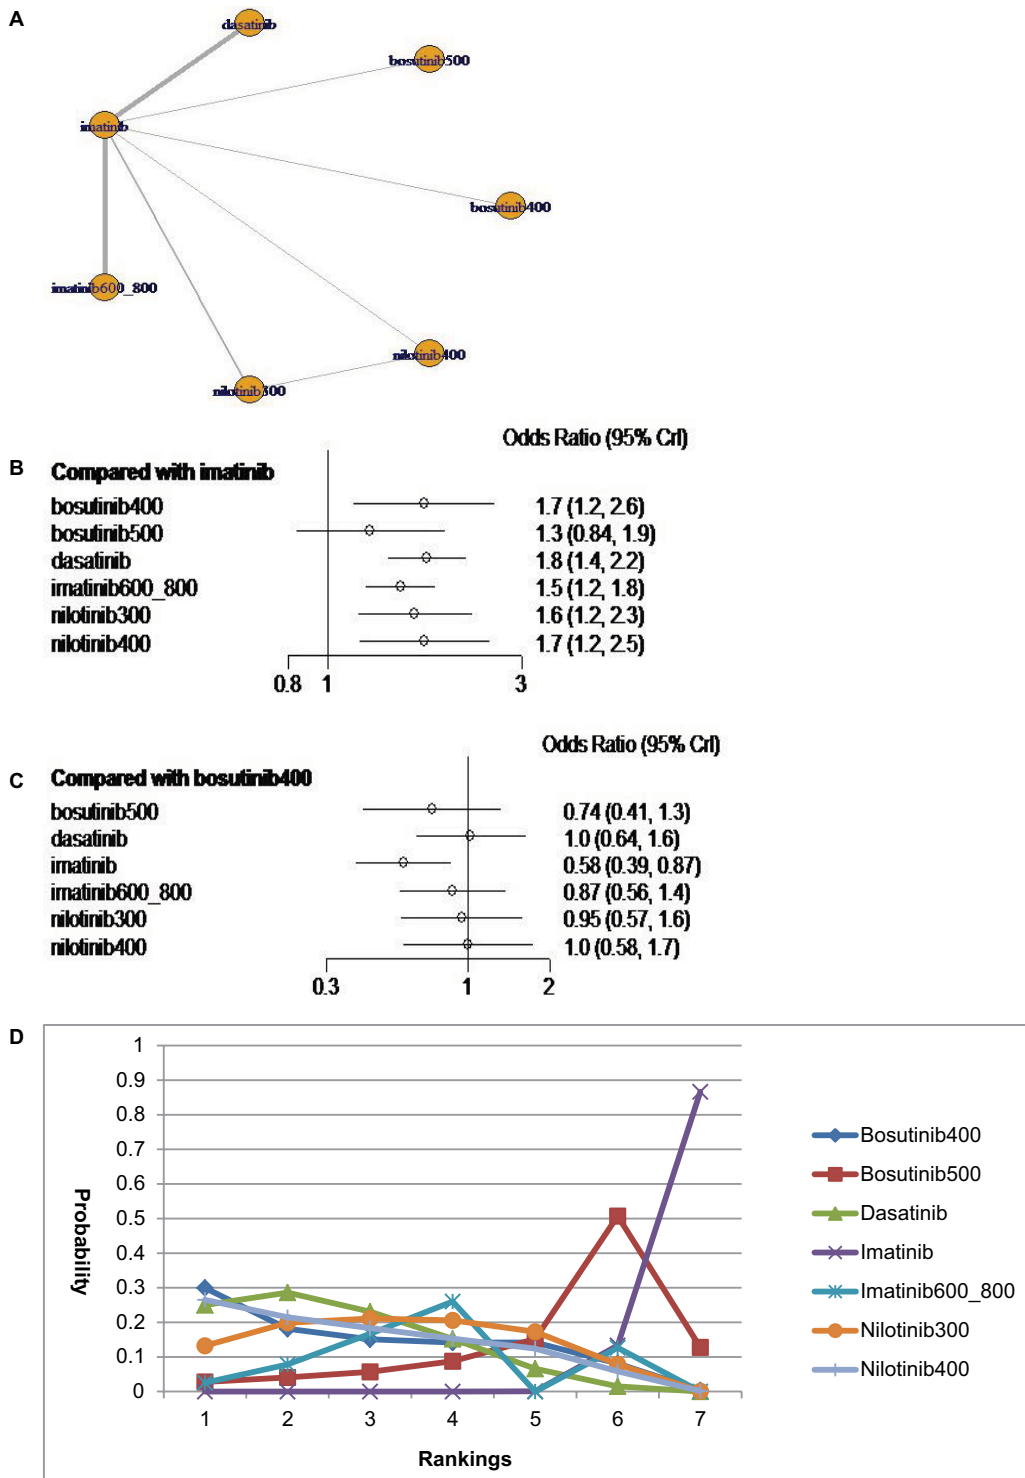 A
dasatinib
bosutinib500
imatinib
bosutinib400
imatinib600_800
nilotinib400
nilotinib300
Odds Ratio (95% CrI)
B
Compared with imatinib
bosutinib400 1.7 (1.2, 2.6)
bosutinib500 1.3 (0.84, 1.9)
dasatinib 1.8 (1.4, 2.2)
imatinib600_800 1.5 (1.2, 1.8)
nilotinib300 1.6 (1.2, 2.3)
nilotinib400 1.7 (1.2, 2.5)
0.8 1 3
Odds Ratio (95% CrI)
C
Compared with bosutinib400
bosutinib500 0.74 (0.41, 1.3)
dasatinib 1.0 (0.64, 1.6)
imatinib 0.58 (0.39, 0.87)
imatinib600_800 0.87 (0.56, 1.4)
nilotinib300 0.95 (0.57, 1.6)
nilotinib400 1.0 (0.58, 1.7)
0.3 1 2
D
1
0.9
0.8
0.7
0.6
0.5
0.4
0.3
0.2
0.1
0
Probability
1 2 3 4 5 6 7
Rankings
Bosutinib400
Bosutinib500
Dasatinib
Imatinib
Imatinib600_800
Nilotinib300
Nilotinib400